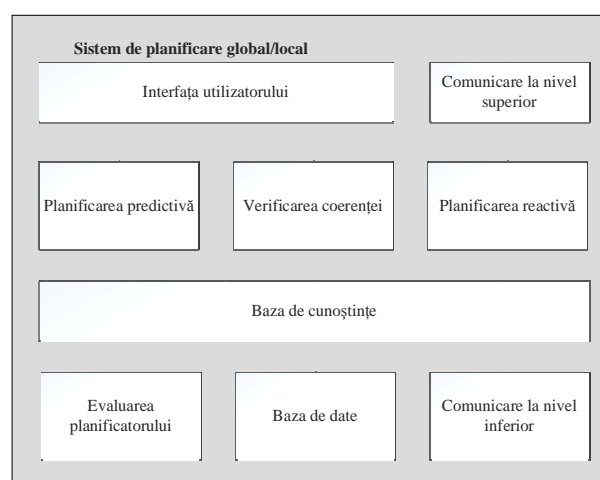 Sistem de planificare global/local
Interfața utilizatorului
Comunicare la nivel
superior
Planificarea predictivă
Verificarea coerenței
Planificarea reactivă
Baza de cunoştințe
Evaluarea
planificatorului
Baza de date
Comunicare la nivel
inferior